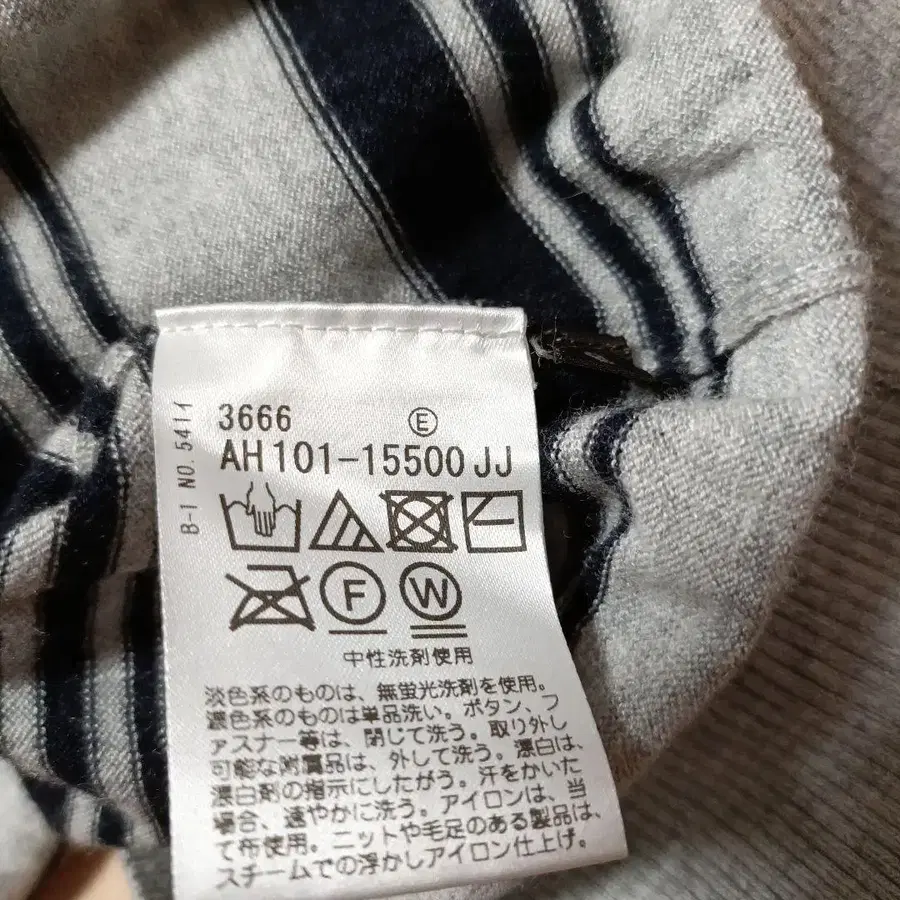 3666 Ⓔ
AH101-15500 JJ
B-1 NO. 541イ
F W
中性洗剤使用
淡色系のものは、無蛍光洗剤を使用。
濃色系のものは単品洗い。ボタン、フ
ァスナー等は、閉じて洗う。取り外し
可能な附属品は、外して洗う。漂白は、
漂白剤の指示にしたがう。汗をかいた
場合、速やかに洗う。アイロンは、当
て布使用。ニットや毛足のある製品は、
スチームでの浮かしアイロン仕上げ。